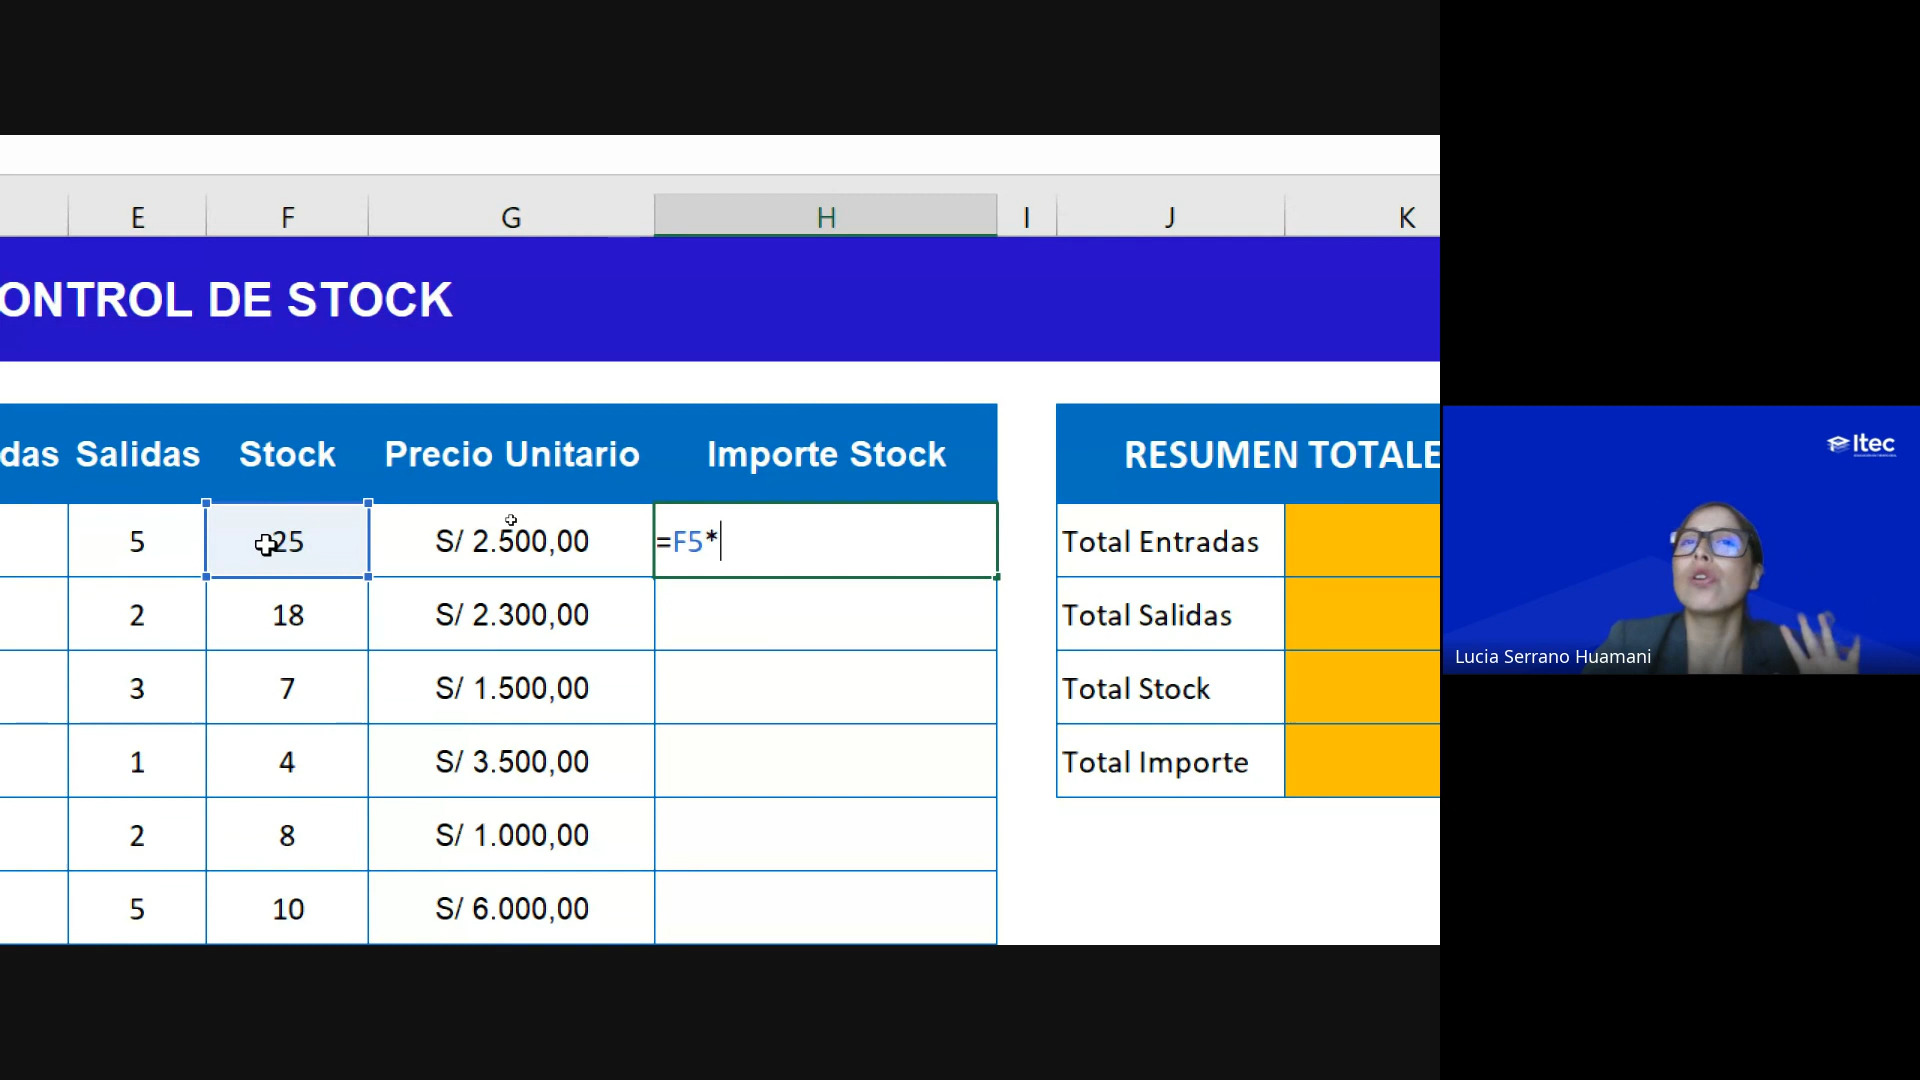 E F G H I J K
ONTROL DE STOCK
das Salidas Stock Precio Unitario Importe Stock RESUMEN TOTALE
5 25 S/ 2.500,00 =F5* Total Entradas
2 18 S/ 2.300,00 Total Salidas
3 7 S/ 1.500,00 Total Stock
1 4 S/ 3.500,00 Total Importe
2 8 S/ 1.000,00
5 10 S/ 6.000,00
Itec
Lucia Serrano Huamani